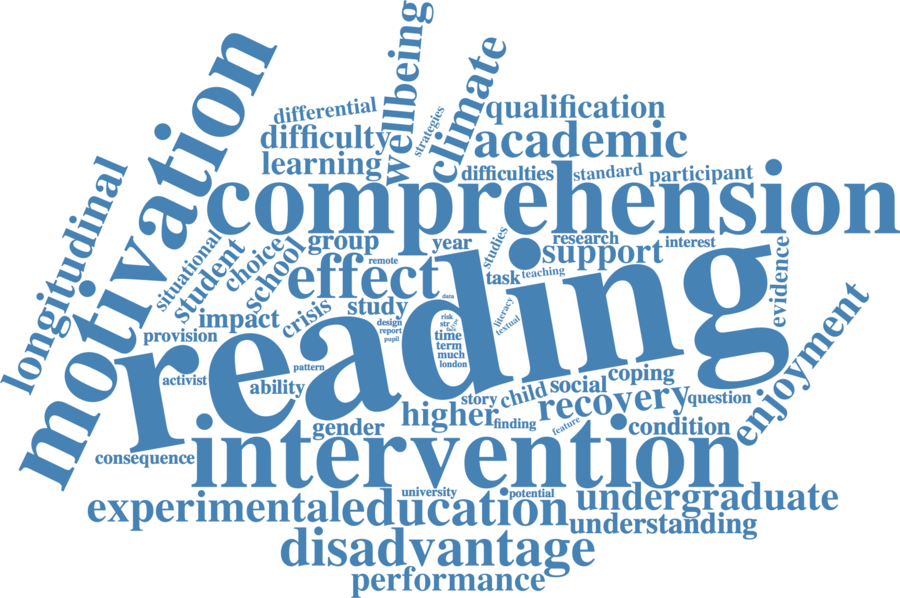 wellbeing
climate
motivation
differential
strategies
qualification
difficulty
academic
learning
difficulties
standard
participant
comprehension
longitudinal
situational
student
choice
school
group
year
studies
research
support
interest
evidence
remote
effect
task
teaching
reading
data
literacy
textual
crisis
study
impact
provision
design
report
pupil
risk
str
time
term
much
london
pattern
activist
ability
enjoyment
coping
social
child
story
recovery
question
higher
finding
feature
condition
gender
intervention
consequence
university
potential
undergraduate
experimental
education
understanding
disadvantage
performance